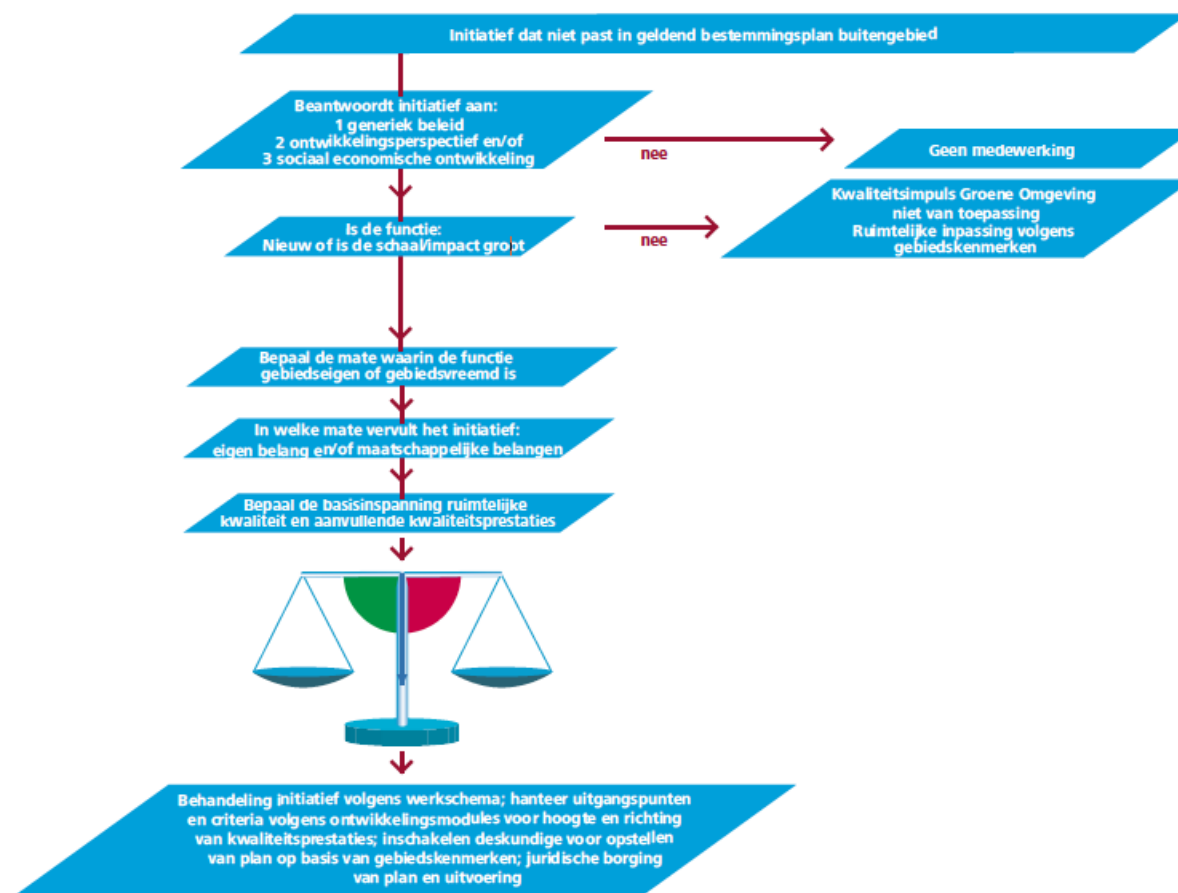 Initiatief dat niet past in geldend bestemmingsplan buitengebied
Beantwoordt initiatief aan:
1 generiek beleid
2 ontwikkelingsperspectief en/of
3 sociaal economische ontwikkeling
nee
Geen medewerking
Is de functie:
Nieuw of is de schaal/impact groot
nee
Kwaliteitsimpuls Groene Omgeving
niet van toepassing
Ruimtelijke inpassing volgens
gebiedskenmerken
Bepaal de mate waarin de functie
gebiedseigen of gebiedsvreemd is
In welke mate vervult het initiatief:
eigen belang en/of maatschappelijke belangen
Bepaal de basisinspanning ruimtelijke
kwaliteit en aanvullende kwaliteitsprestaties
Behandeling initiatief volgens werkschema; hanteer uitgangspunten
en criteria volgens ontwikkelingsmodules voor hoogte en richting
van kwaliteitsprestaties; inschakelen deskundige voor opstellen
van plan op basis van gebiedskenmerken; juridische borging
van plan en uitvoering